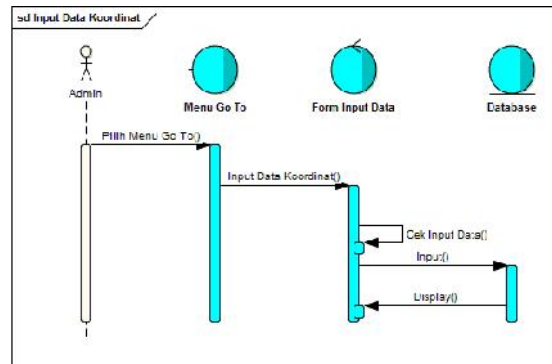 sd Input Data Koordinat
Admin
Menu Go To
Form Input Data
Database
Pilih Menu Go To()
Input Data Koordinat()
Cek Input Data()
Input()
Display()